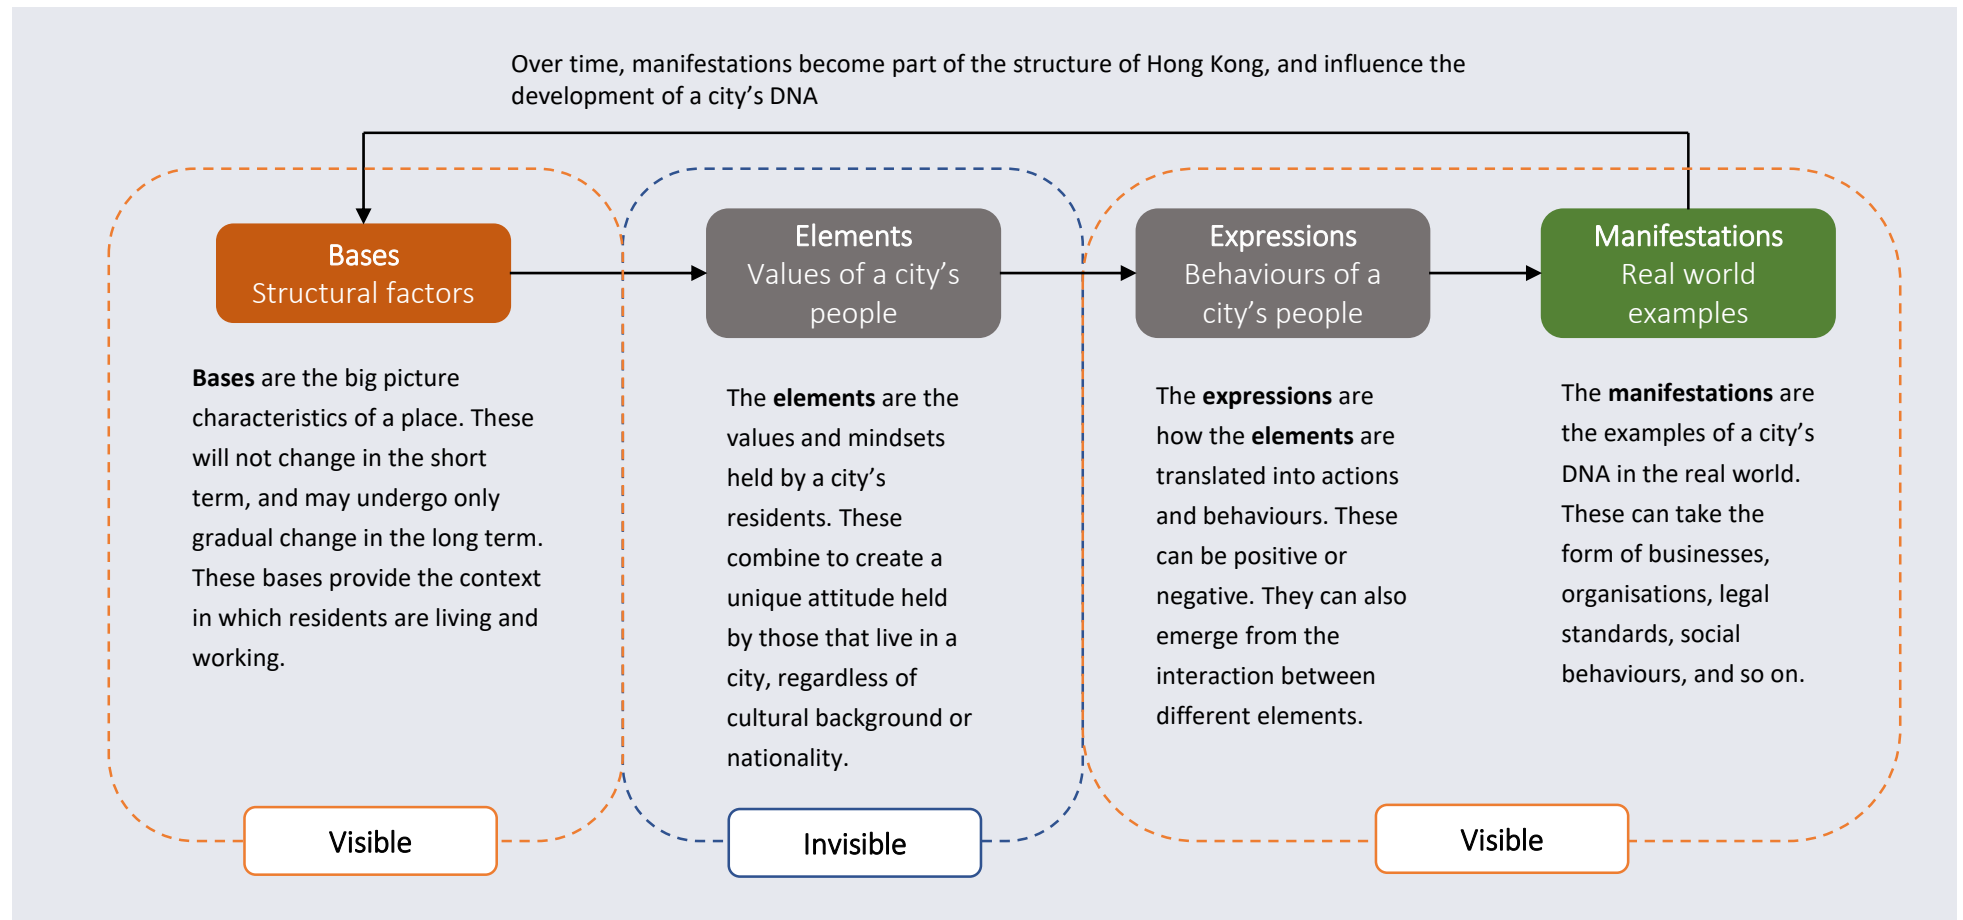 Over time, manifestations become part of the structure of Hong Kong, and influence the
development of a city’s DNA
Bases
Structural factors
Elements
Values of a city’s
people
Expressions
Behaviours of a
city’s people
Manifestations
Real world
examples
Bases are the big picture
characteristics of a place. These
will not change in the short
term, and may undergo only
gradual change in the long term.
These bases provide the context
in which residents are living and
working.
The elements are the
values and mindsets
held by a city’s
residents. These
combine to create a
unique attitude held
by those that live in a
city, regardless of
cultural background or
nationality.
The expressions are
how the elements are
translated into actions
and behaviours. These
can be positive or
negative. They can also
emerge from the
interaction between
different elements.
The manifestations are
the examples of a city’s
DNA in the real world.
These can take the
form of businesses,
organisations, legal
standards, social
behaviours, and so on.
Visible
Invisible
Visible